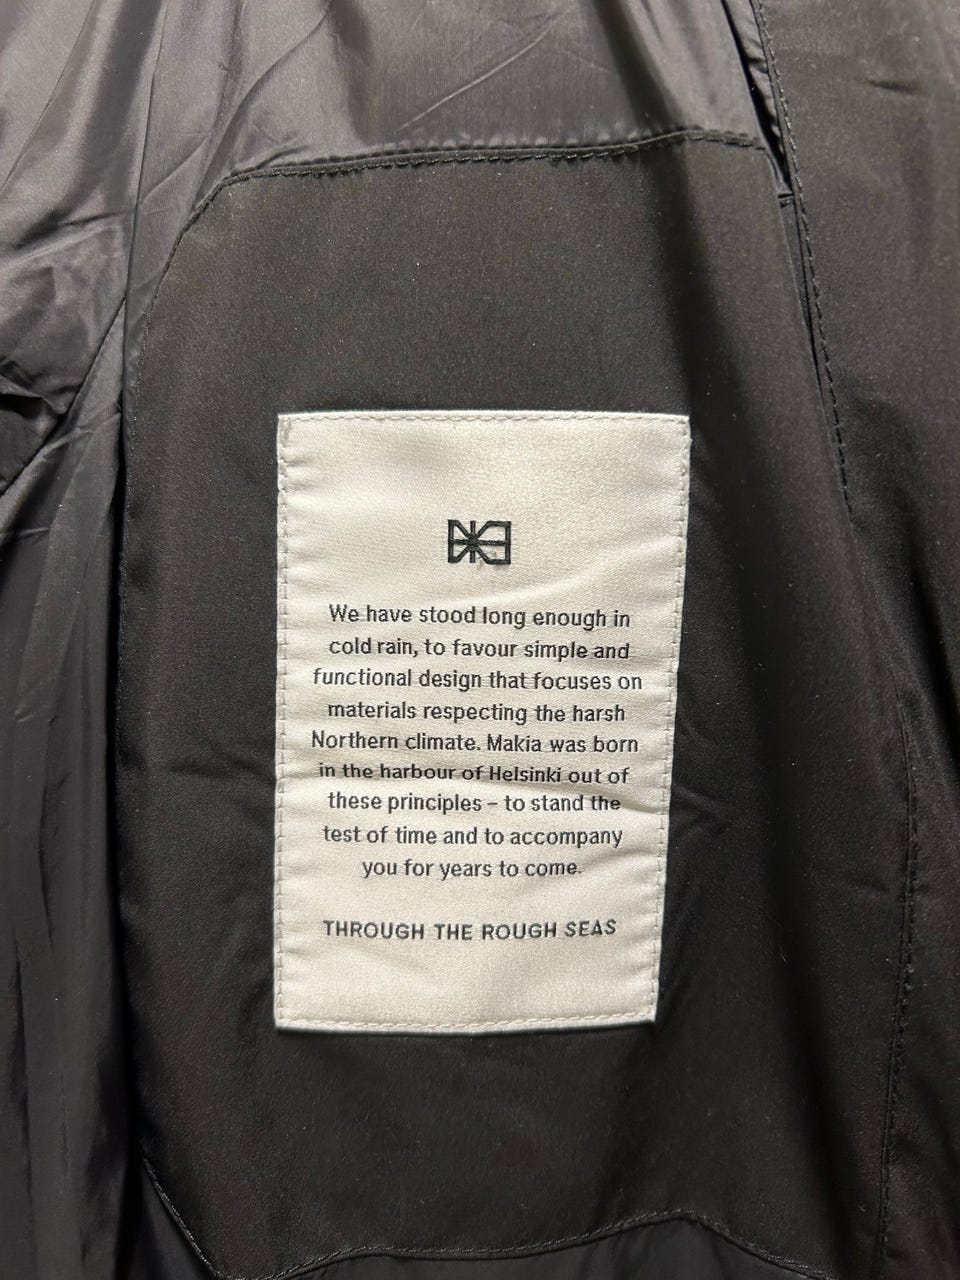 We have stood long enough in
cold rain, to favour simple and
functional design that focuses on
materials respecting the harsh
Northern climate. Makia was born
in the harbour of Helsinki out of
these principles – to stand the
test of time and to accompany
you for years to come.
THROUGH THE ROUGH SEAS